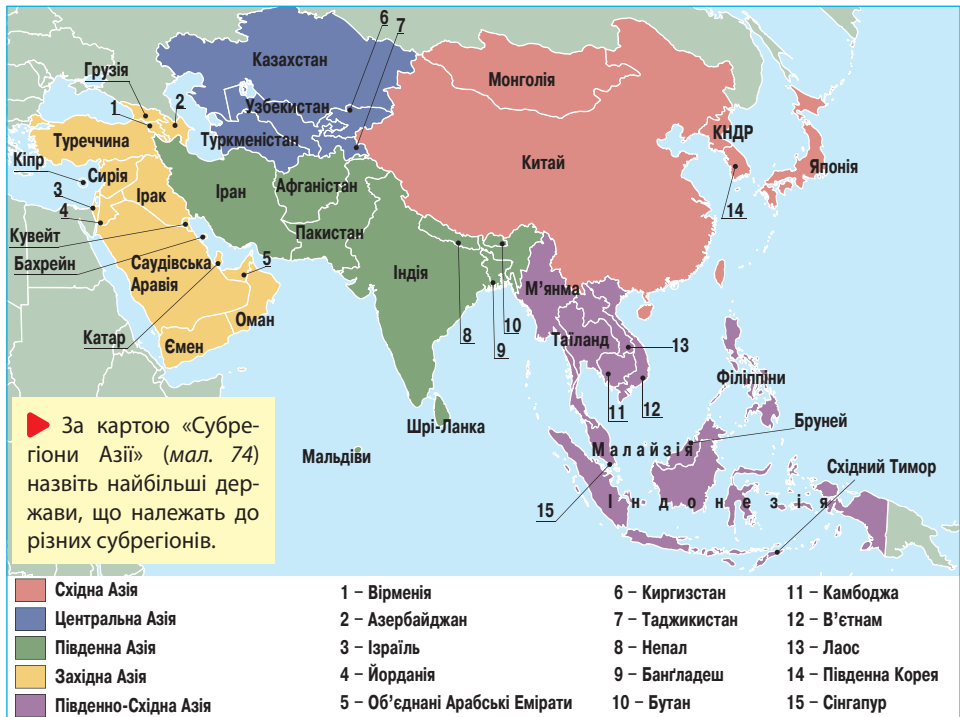 6
7
Казахстан
Монголія
Грузія
1
2
Узбекистан
КНДР
Туреччина
Туркменістан
Китай
Японія
Кіпр
Сирія
Афганістан
Іран
Ірак
3
4
14
Пакистан
Кувейт
Бахрейн
Саудівська
Аравія
5
Індія
М’янма
Оман
10
Таїланд
13
Катар
8
9
Ємен
Філіппіни
11
12
Бруней
Шрі-Ланка
Малайзія
Мальдіви
Східний Тимор
Індонезія
15
За картою «Субре-
гіони Азії» (мал. 74)
назвіть найбільші дер-
жави, що належать до
різних субрегіонів.
Східна Азія
Центральна Азія
Південна Азія
Західна Азія
Південно-Східна Азія
1 – Вірменія
2 – Азербайджан
3 – Ізраїль
4 – Йорданія
5 – Об’єднані Арабські Емірати
6 – Киргизстан
7 – Таджикистан
8 – Непал
9 – Банґладеш
10 – Бутан
11 – Камбоджа
12 – В’єтнам
13 – Лаос
14 – Південна Корея
15 – Сінгапур